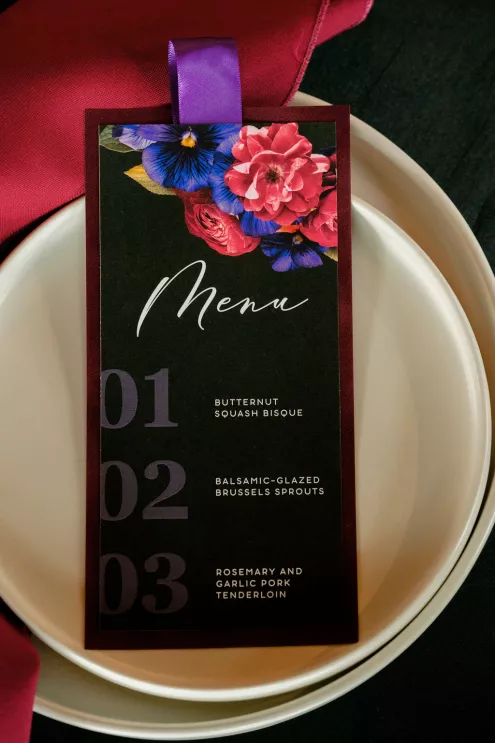 Menu
01
BUTTERNUT
SQUASH BISQUE
02
BALSAMIC-GLAZED
BRUSSELS SPROUTS
03
ROSEMARY AND
GARLIC PORK
TENDERLOIN